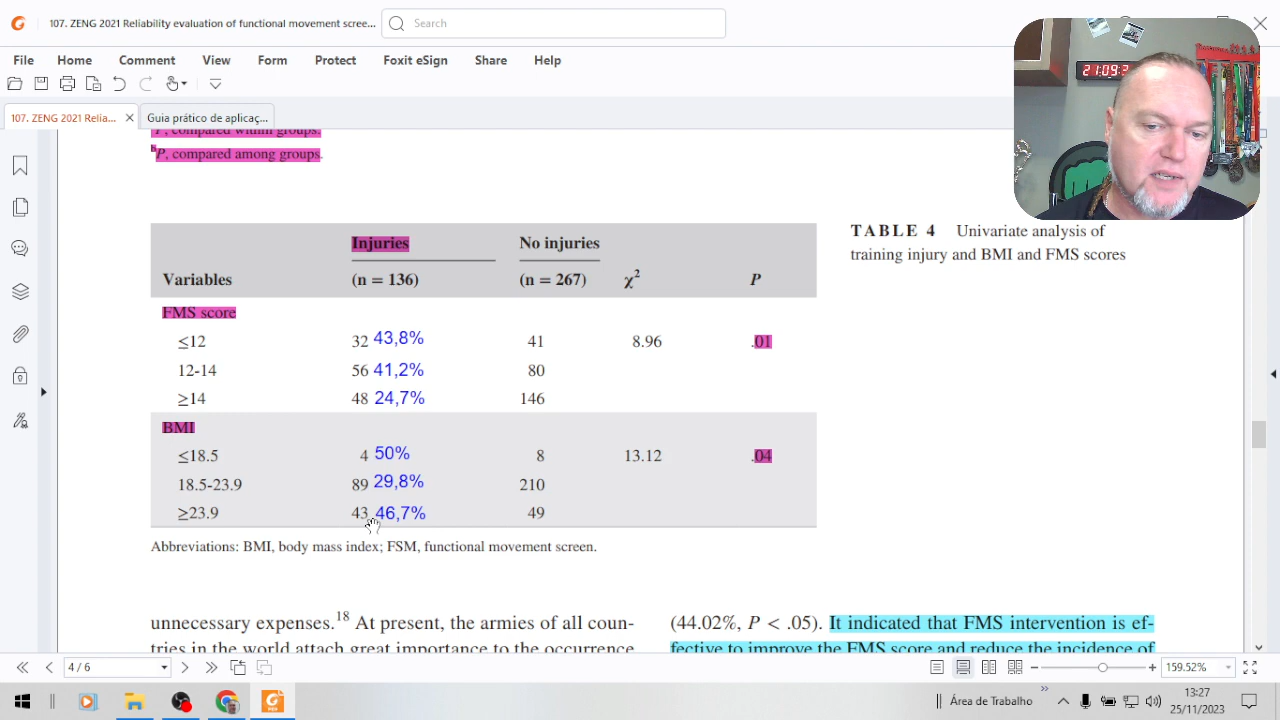 107. ZENG 2021 Reliability evaluation of functional movement scree...
Search
File Home Comment View Form Protect Foxit eSign Share Help
107. ZENG 2021 Relia...
Guia prático de aplicaç...
P, compared within groups.
bP, compared among groups.
TABLE 4 Univariate analysis of
training injury and BMI and FMS scores
Injuries No injuries
Variables (n = 136) (n = 267) χ2 P
FMS score
≤12 32 43,8% 41 8.96 .01
12-14 56 41,2% 80
≥14 48 24,7% 146
BMI
≤18.5 4 50% 8 13.12 .04
18.5-23.9 89 29,8% 210
≥23.9 43 46,7% 49
Abbreviations: BMI, body mass index; FSM, functional movement screen.
unnecessary expenses.18 At present, the armies of all coun-
tries in the world attach great importance to the occurrence
(44.02%, P < .05). It indicated that FMS intervention is ef-
fective to improve the FMS score and reduce the incidence of
4 / 6
159.52%
Área de Trabalho
13:27
25/11/2023